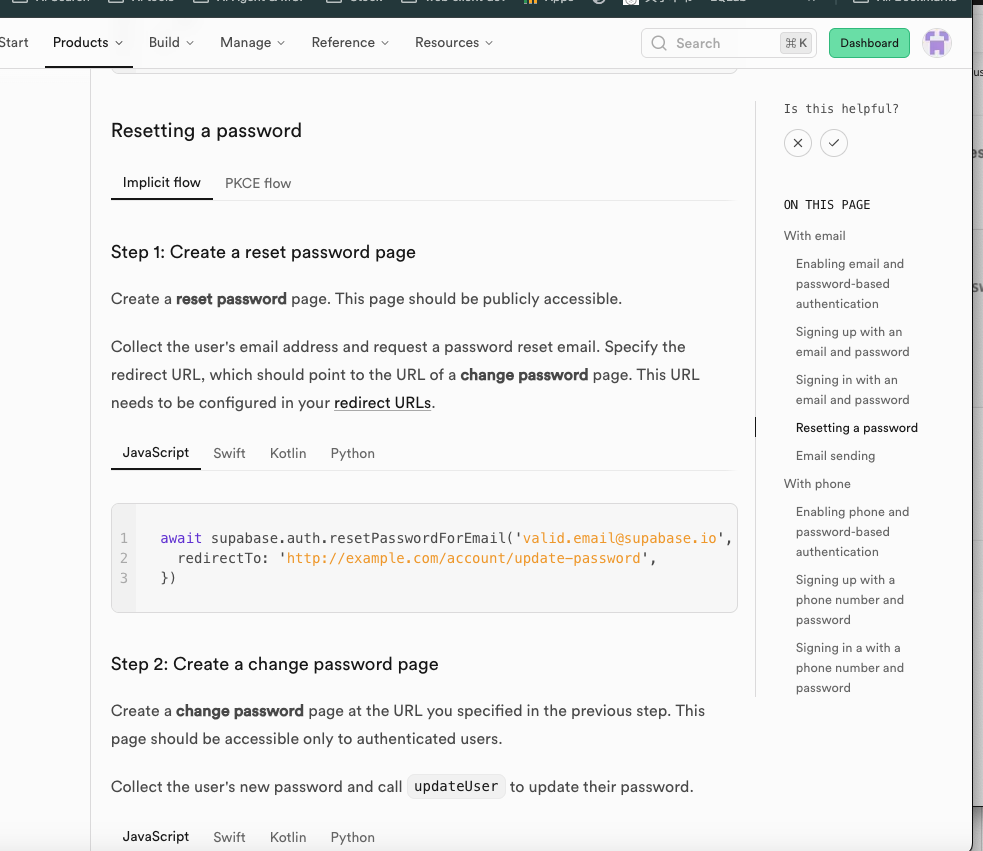 Start
Products
Build
Manage
Reference
Resources
Search
⌘K
Dashboard
Resetting a password
Implicit flow
PKCE flow
Step 1: Create a reset password page
Create a reset password page. This page should be publicly accessible.
Collect the user's email address and request a password reset email. Specify the
redirect URL, which should point to the URL of a change password page. This URL
needs to be configured in your redirect URLs.
JavaScript
Swift
Kotlin
Python
1 await supabase.auth.resetPasswordForEmail('valid.email@supabase.io',
2 redirectTo: 'http://example.com/account/update-password',
3 })
Step 2: Create a change password page
Create a change password page at the URL you specified in the previous step. This
page should be accessible only to authenticated users.
Collect the user's new password and call updateUser to update their password.
JavaScript
Swift
Kotlin
Python
Is this helpful?
ON THIS PAGE
With email
Enabling email and
password-based
authentication
Signing up with an
email and password
Signing in with an
email and password
Resetting a password
Email sending
With phone
Enabling phone and
password-based
authentication
Signing up with a
phone number and
password
Signing in a with a
phone number and
password